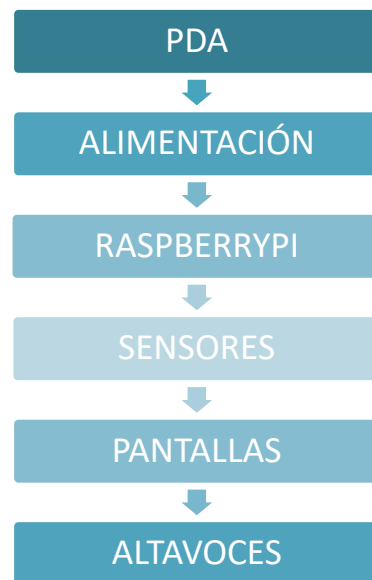 PDA
ALIMENTACIÓN
RASPBERRYPI
SENSORES
PANTALLAS
ALTAVOCES